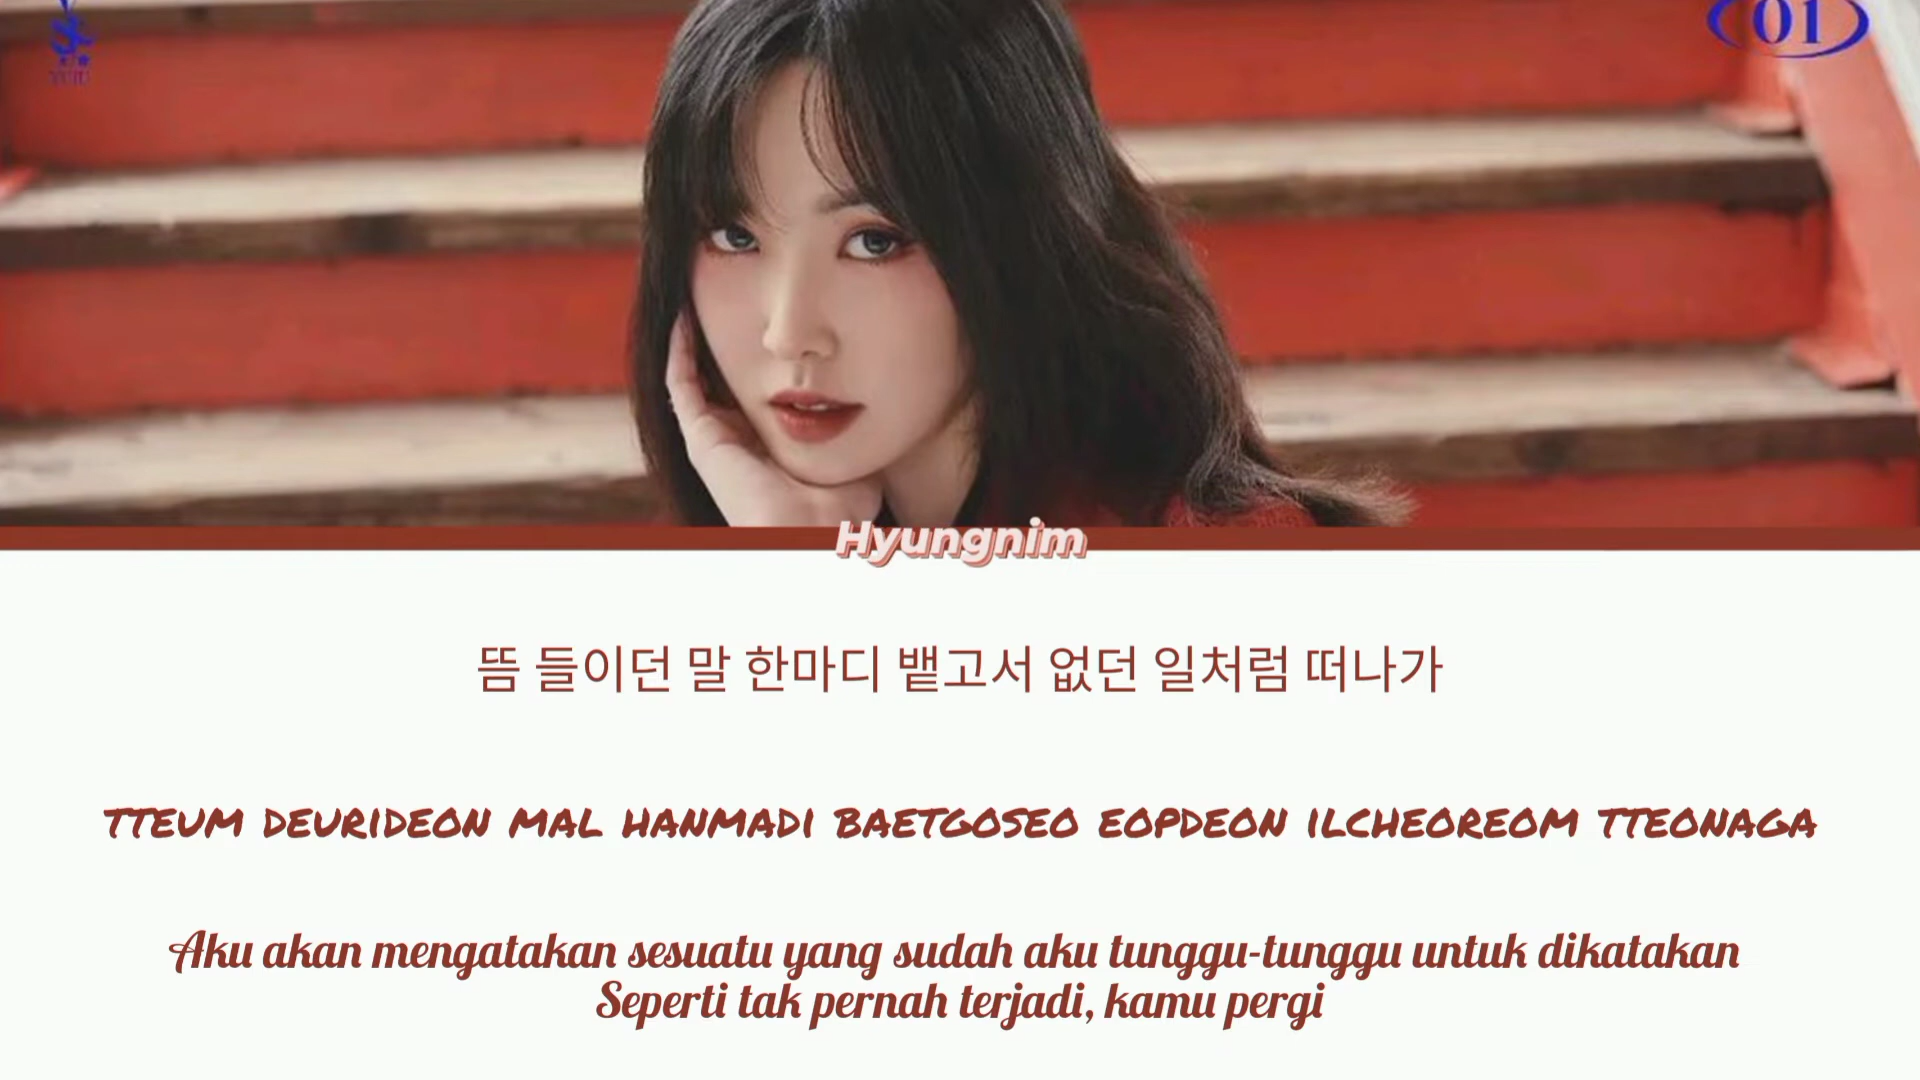 YUJU
01
Hyungnim
뜸 들이던 말 한마디 뱉고서 없던 일처럼 떠나가
TTEUM DEURIDEON MAL HANMADI BAETGOSEO EOPDEON ILCHEOREOM TTEONAGA
Aku akan mengatakan sesuatu yang sudah aku tunggu-tunggu untuk dikatakan
Seperti tak pernah terjadi, kamu pergi